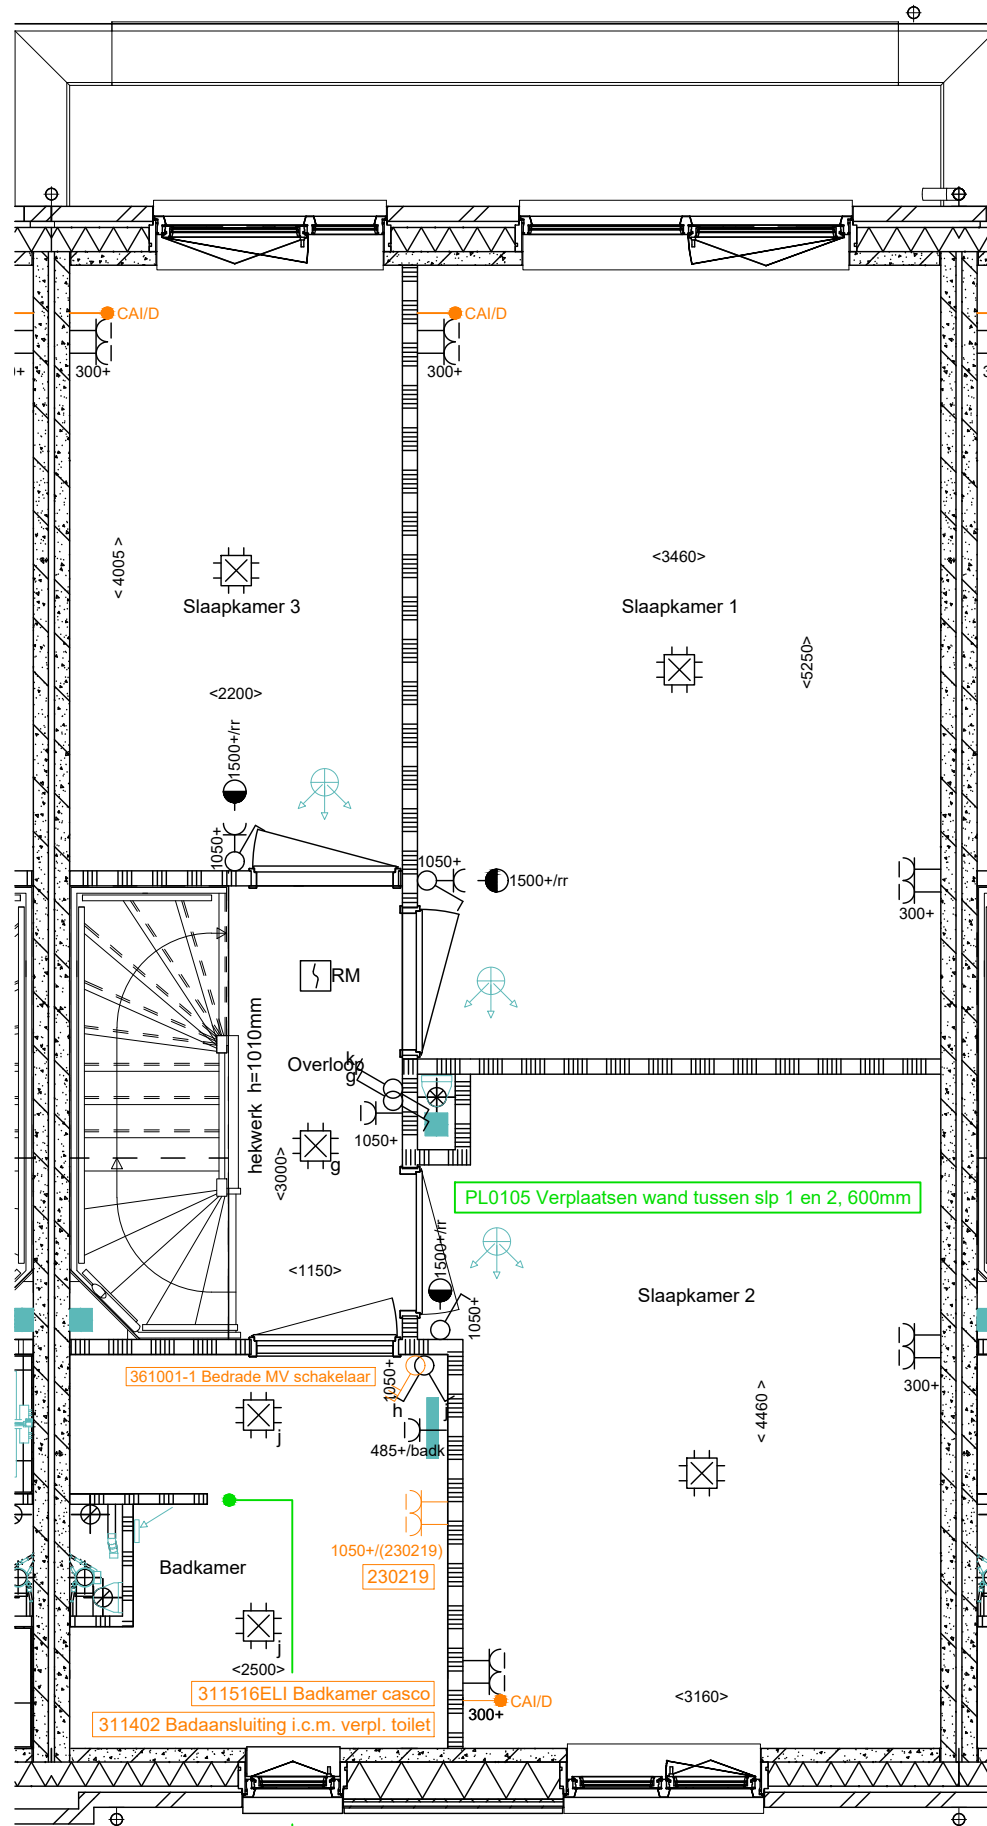 CAI/D
CAI/D
300+
300+
<3460>
< 4005 >
Slaapkamer 3
Slaapkamer 1
<5250>
<2200>
1500+/rr
1050+
1050+
1500+/rr
300+
RM
hekwerk h=1010mm
Overloop
k
g
1050+
g
<3000>
PL0105 Verplaatsen wand tussen slp 1 en 2, 600mm
1500+/rr
<1150>
Slaapkamer 2
1050+
361001-1 Bedrade MV schakelaar
1050+
300+
h
j
j
< 4460 >
485+/badk
1050+/(230219)
Badkamer
230219
j
<2500>
311516ELI Badkamer casco
CAI/D
<3160>
300+
311402 Badaansluiting i.c.m. verpl. toilet